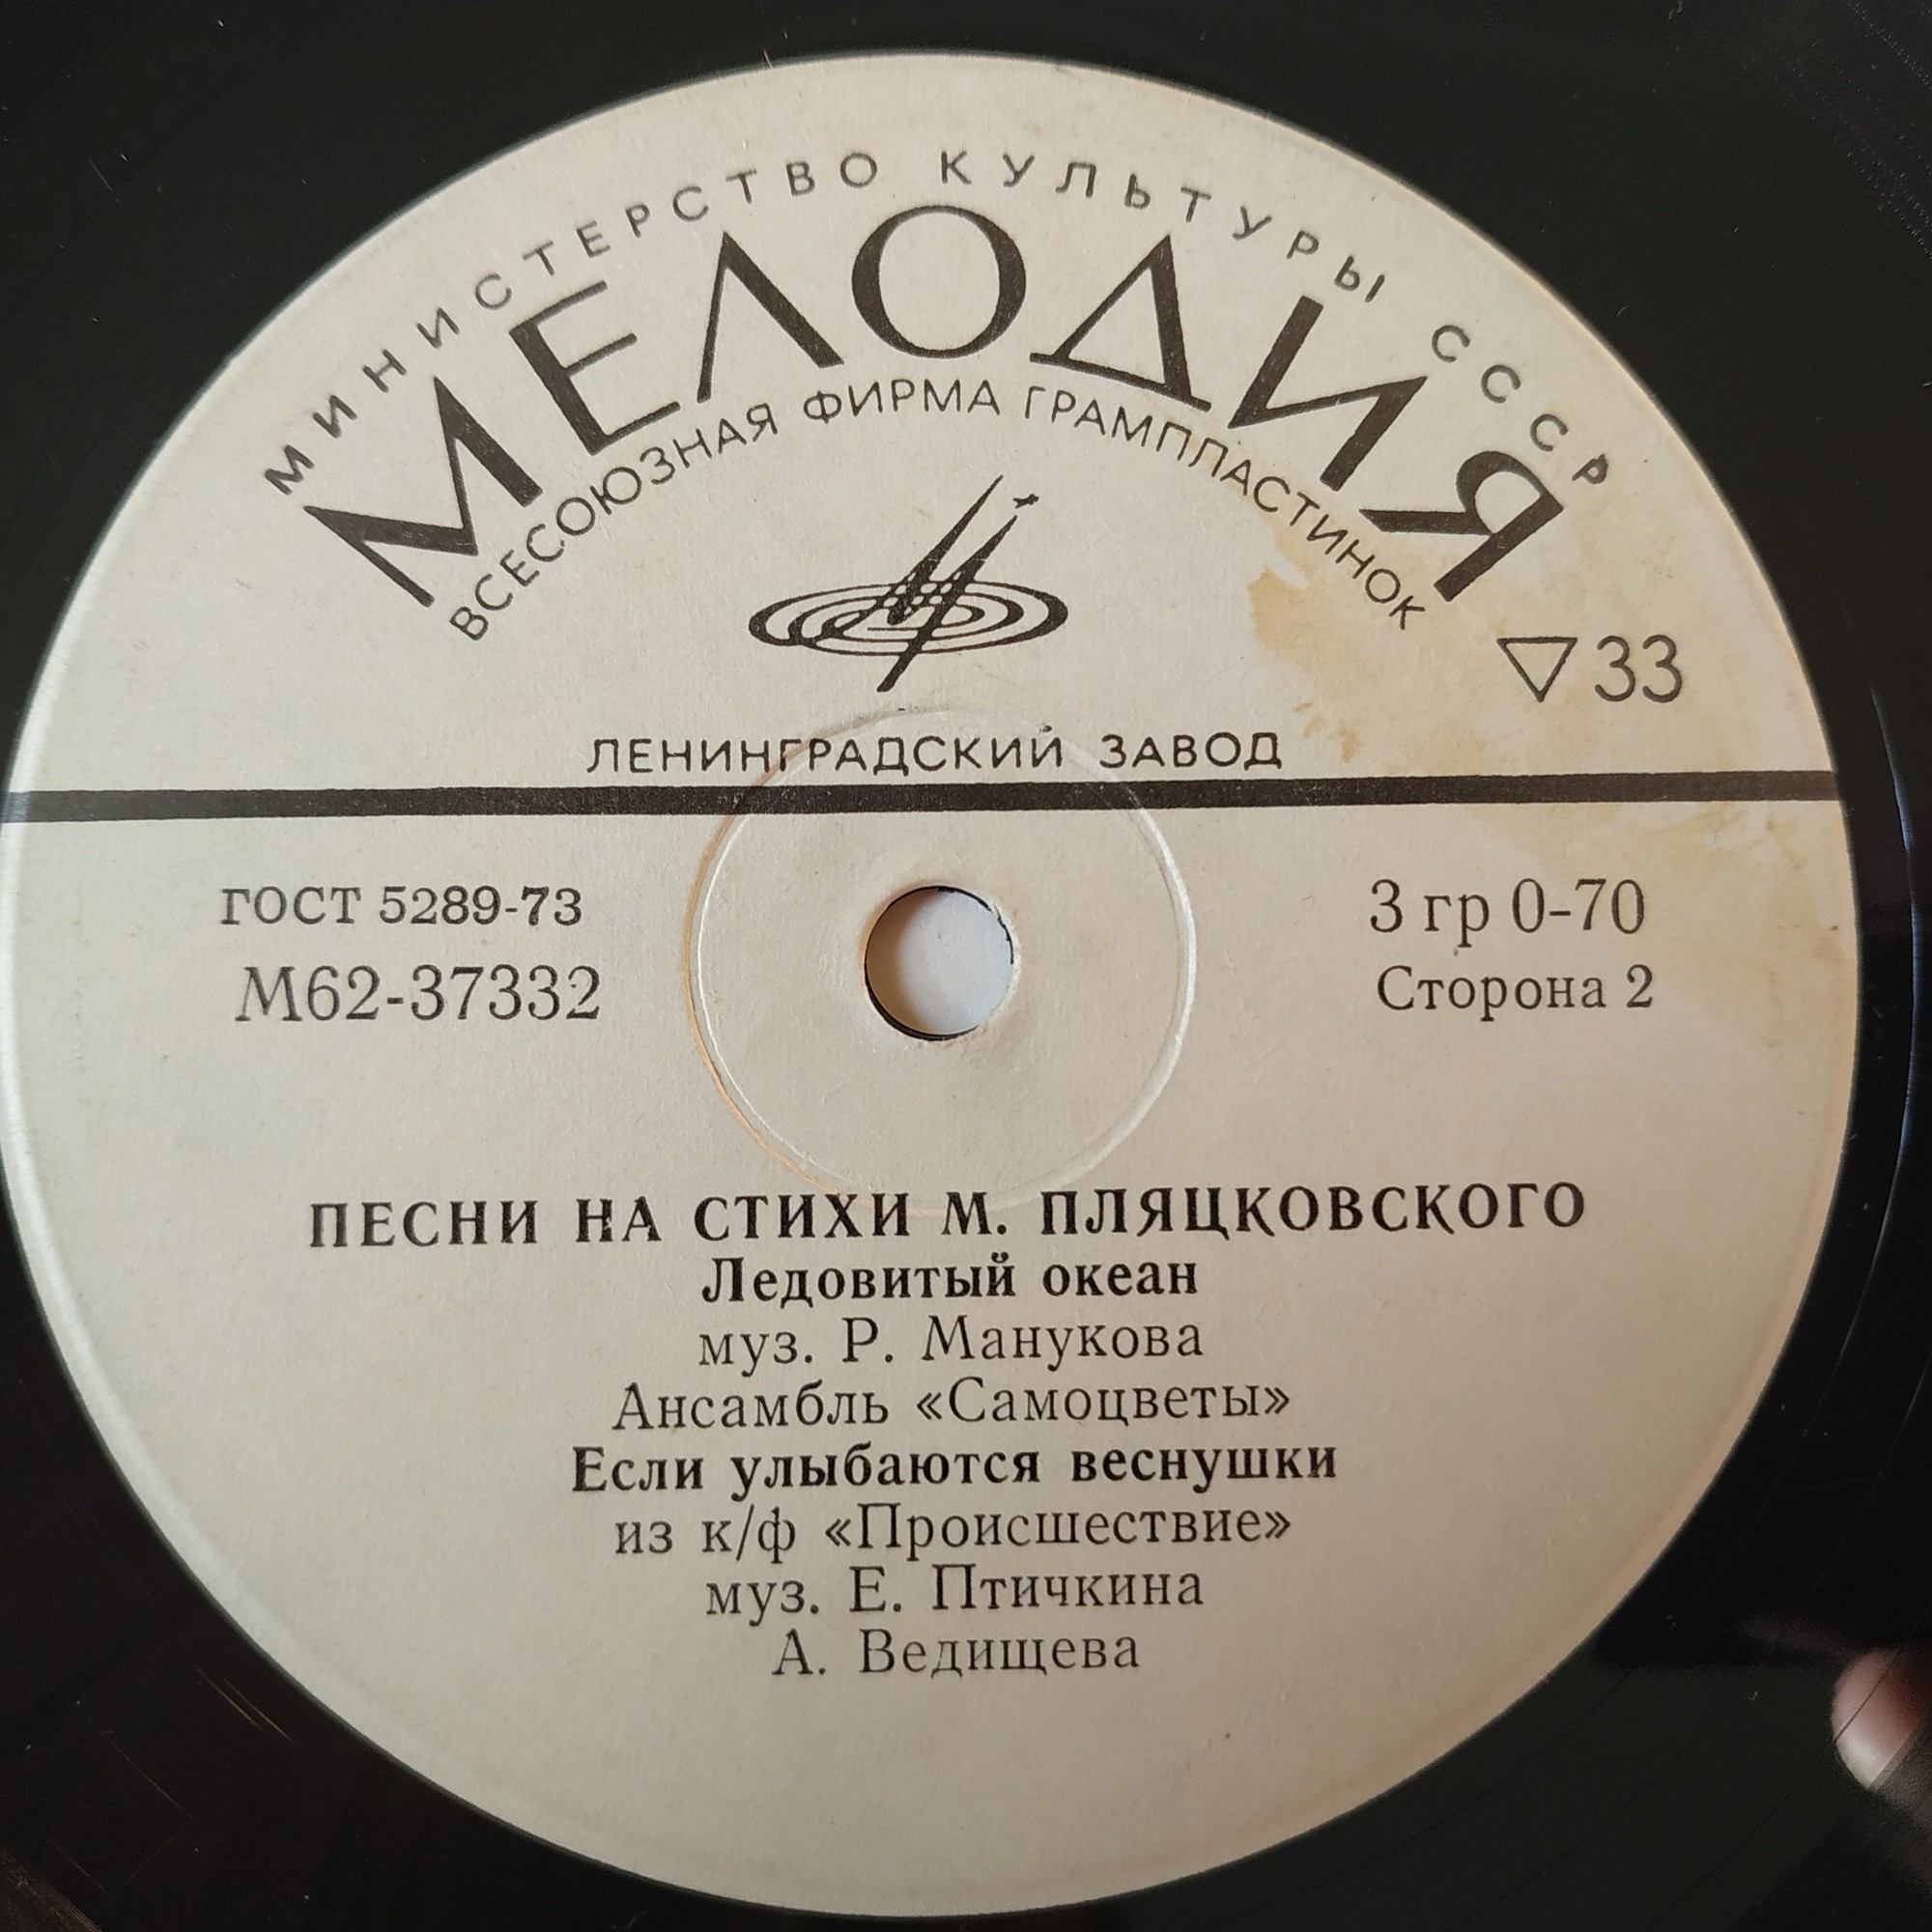 МИНИСТЕРСТВО КУЛЬТУРЫ СССР
МЕЛОДИЯ
ВСЕСОЮЗНАЯ ФИРМА ГРАМПЛАСТИНОК
33
ЛЕНИНГРАДСКИЙ ЗАВОД
ГОСТ 5289-73
3 гр 0-70
М62-37332
Сторона 2
ПЕСНИ НА СТИХИ М. ПЛЯЦКОВСКОГО
Ледовитый океан
муз. Р. Манукова
Ансамбль «Самоцветы»
Если улыбаются веснушки
из к/ф «Происшествие»
муз. Е. Птичкина
А. Ведищева